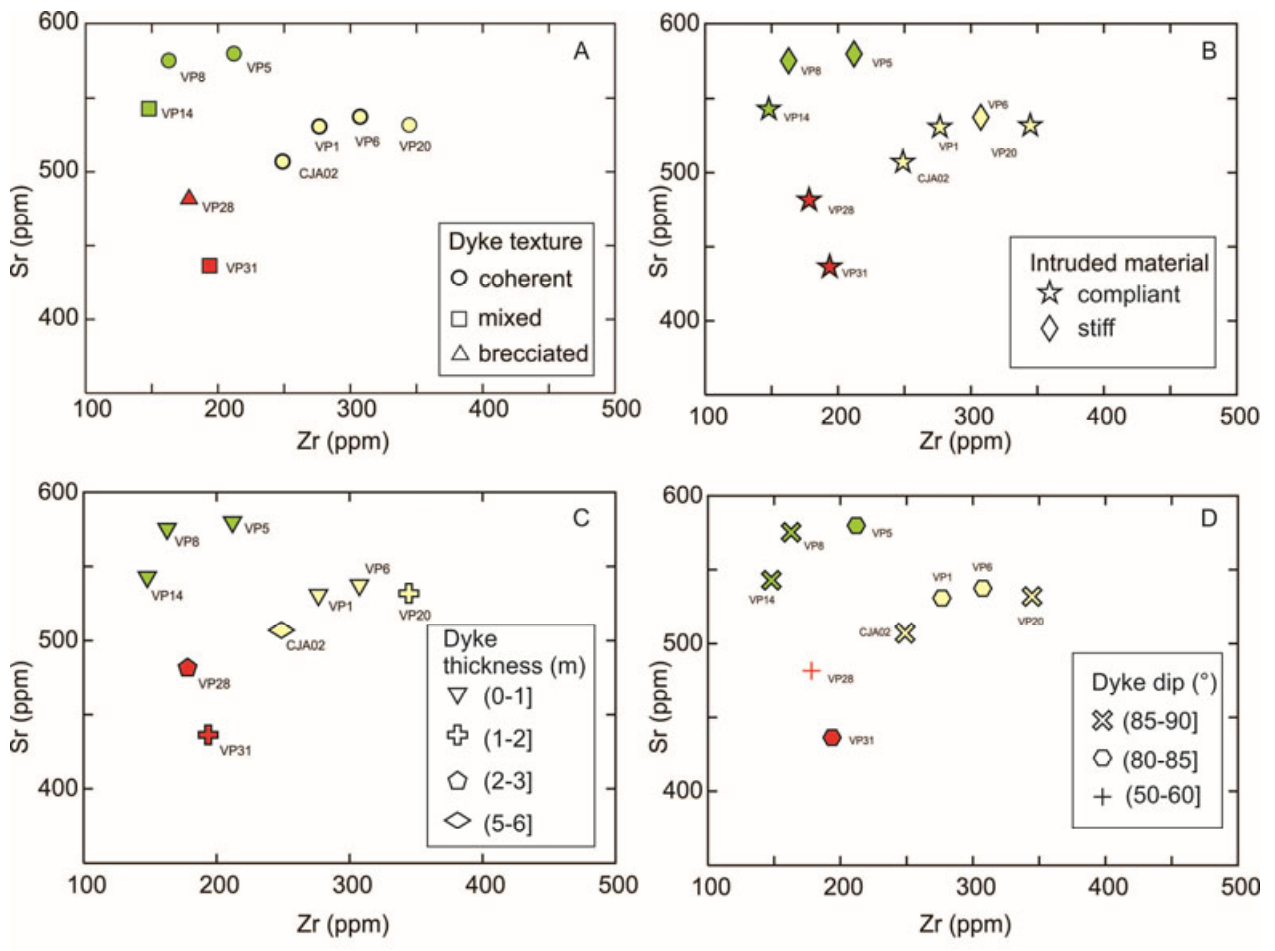 600
A
VP8
VP5
VP14
VP1
VP6
VP20
500
CJA02
VP28
VP31
Dyke texture
coherent
mixed
brecciated
400
Sr (ppm)
100
200
300
400
500
Zr (ppm)
600
B
VP8
VP5
VP14
VP6
VP1
VP20
500
CJA02
VP28
VP31
Intruded material
compliant
stiff
400
Sr (ppm)
100
200
300
400
500
Zr (ppm)
600
C
VP8
VP5
VP14
VP6
VP1
VP20
500
CJA02
VP28
VP31
Dyke
thickness (m)
(0-1]
(1-2]
(2-3]
(5-6]
400
Sr (ppm)
100
200
300
400
500
Zr (ppm)
600
D
VP8
VP5
VP14
VP1
VP6
VP20
CJA02
500
VP28
VP31
Dyke dip (°)
(85-90]
(80-85]
(50-60]
400
Sr (ppm)
100
200
300
400
500
Zr (ppm)